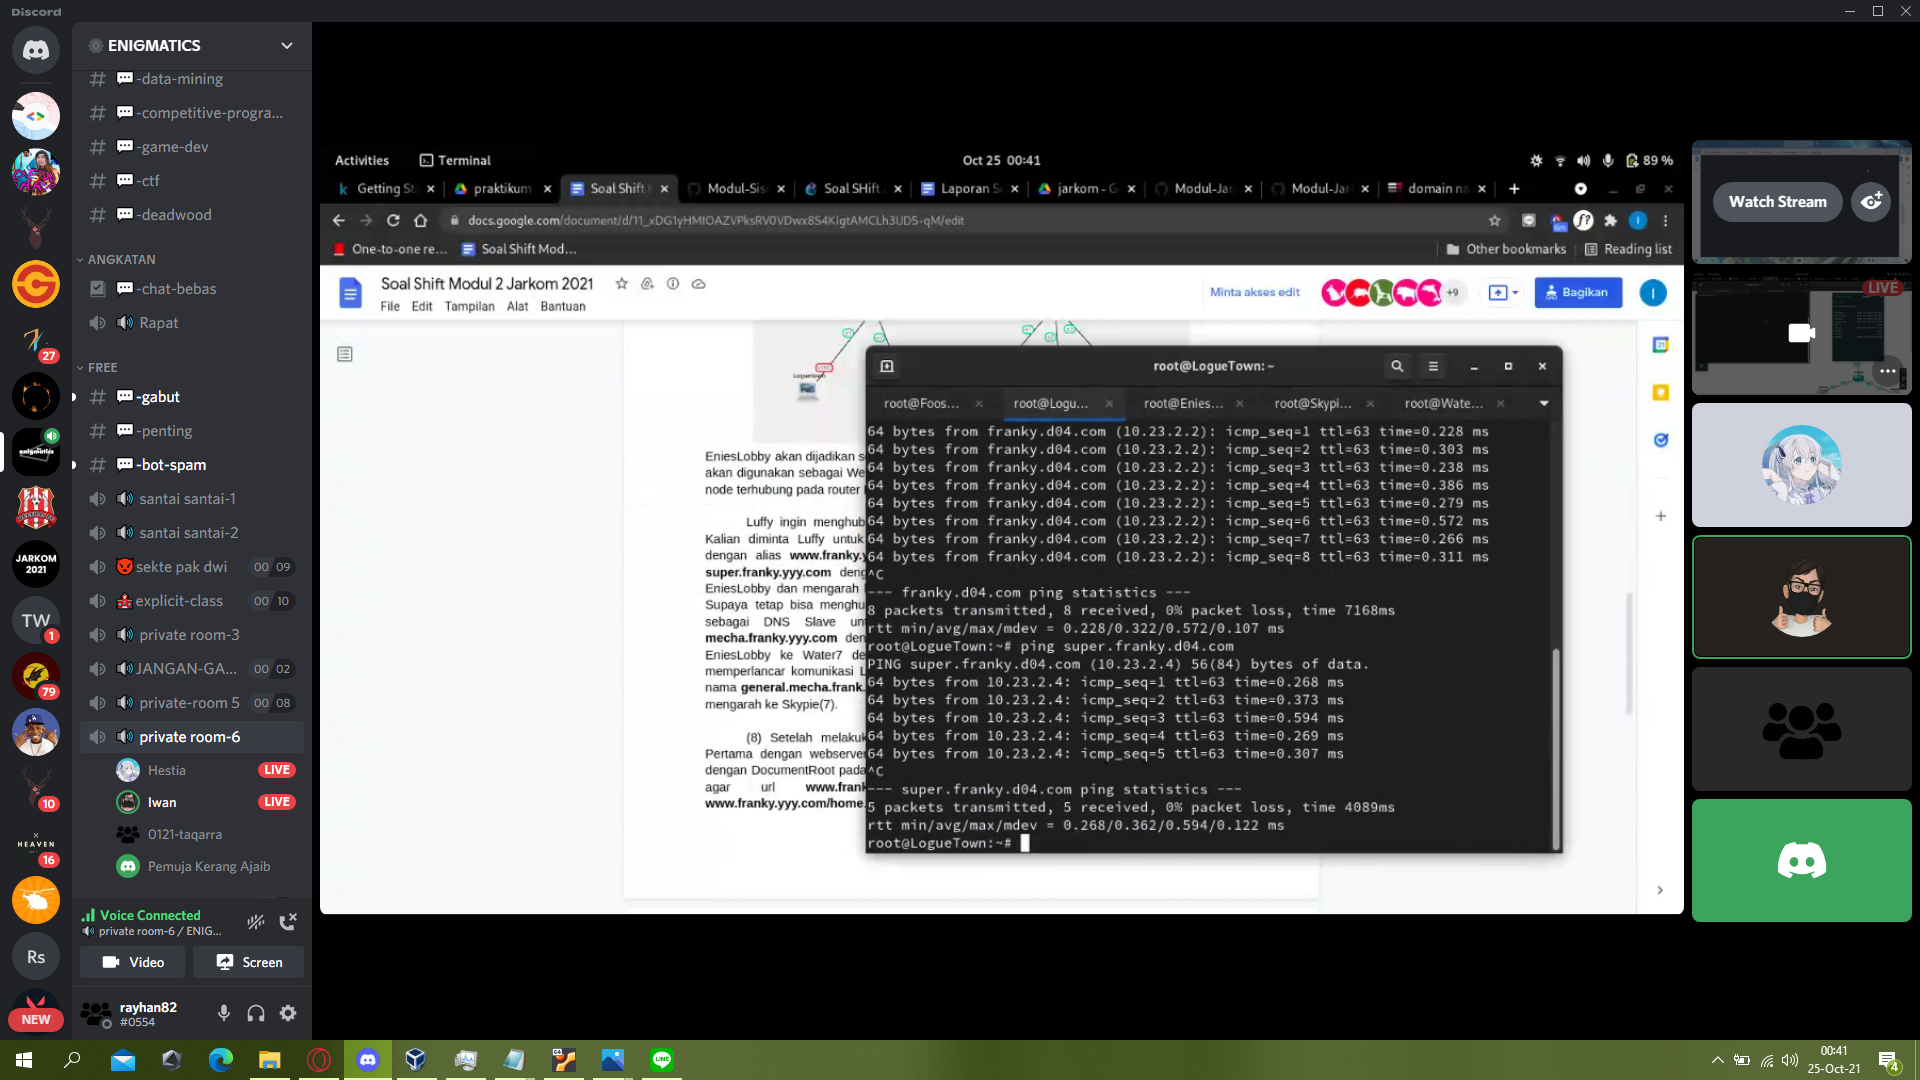 Discord
ENIGMATICS
-data-mining
-competitive-progra...
-game-dev
-ctf
-deadwood
ANGKATAN
-chat-bebas
Rapat
FREE
-gabut
-penting
-bot-spam
santai santai-1
santai santai-2
sekte pak dwi 00 09
explicit-class 00 10
private room-3
JANGAN-GA... 00 02
private-room 5 00 08
private room-6
Hestia LIVE
Iwan LIVE
0121-taqarra
Pemuja Kerang Ajaib
Voice Connected
private room-6 / ENIG...
Video Screen
rayhan82
#0554
27
enigmatics
JARKOM
2021
TW
1
79
10
HEAVEN
16
Rs
NEW
Activities Terminal Oct 25 00:41 89 %
Getting St praktikum Soal Shift Modul-Sis Soal SHift Laporan S jarkom - G Modul-Jar Modul-Jar domain na
docs.google.com/document/d/11_xDG1yHMIOAZVPksRV0VDwx8S4KIgtAMCLh3UD5-qM/edit
One-to-one re... Soal Shift Mod... Other bookmarks Reading list
Soal Shift Modul 2 Jarkom 2021
File Edit Tampilan Alat Bantuan
Minta akses edit +9 Bagikan I
Loguetown
EniesLobby akan dijadikan s
akan digunakan sebagai We
node terhubung pada router
Luffy ingin menghub
Kalian diminta Luffy untuk
dengan alias www.franky.y
super.franky.yyy.com deng
EniesLobby dan mengarah
Supaya tetap bisa menghu
sebagai DNS Slave un
mecha.franky.yyy.com den
EniesLobby ke Water7 de
memperlancar komunikasi L
nama general.mecha.frank.
mengarah ke Skypie(7).
(8) Setelah melakuk
Pertama dengan webserver
dengan DocumentRoot pada
agar url www.frank
www.franky.yyy.com/home.
root@LogueTown: ~
root@Foos... root@Logu... root@Enies... root@Skypi... root@Wate...
64 bytes from franky.d04.com (10.23.2.2): icmp_seq=1 ttl=63 time=0.228 ms
64 bytes from franky.d04.com (10.23.2.2): icmp_seq=2 ttl=63 time=0.303 ms
64 bytes from franky.d04.com (10.23.2.2): icmp_seq=3 ttl=63 time=0.238 ms
64 bytes from franky.d04.com (10.23.2.2): icmp_seq=4 ttl=63 time=0.386 ms
64 bytes from franky.d04.com (10.23.2.2): icmp_seq=5 ttl=63 time=0.279 ms
64 bytes from franky.d04.com (10.23.2.2): icmp_seq=6 ttl=63 time=0.572 ms
64 bytes from franky.d04.com (10.23.2.2): icmp_seq=7 ttl=63 time=0.266 ms
64 bytes from franky.d04.com (10.23.2.2): icmp_seq=8 ttl=63 time=0.311 ms
^C
--- franky.d04.com ping statistics ---
8 packets transmitted, 8 received, 0% packet loss, time 7168ms
rtt min/avg/max/mdev = 0.228/0.322/0.572/0.107 ms
root@LogueTown:~# ping super.franky.d04.com
PING super.franky.d04.com (10.23.2.4) 56(84) bytes of data.
64 bytes from 10.23.2.4: icmp_seq=1 ttl=63 time=0.268 ms
64 bytes from 10.23.2.4: icmp_seq=2 ttl=63 time=0.373 ms
64 bytes from 10.23.2.4: icmp_seq=3 ttl=63 time=0.594 ms
64 bytes from 10.23.2.4: icmp_seq=4 ttl=63 time=0.269 ms
64 bytes from 10.23.2.4: icmp_seq=5 ttl=63 time=0.307 ms
^C
--- super.franky.d04.com ping statistics ---
5 packets transmitted, 5 received, 0% packet loss, time 4089ms
rtt min/avg/max/mdev = 0.268/0.362/0.594/0.122 ms
root@LogueTown:~#
Watch Stream
LIVE
00:41
25-Oct-21
4